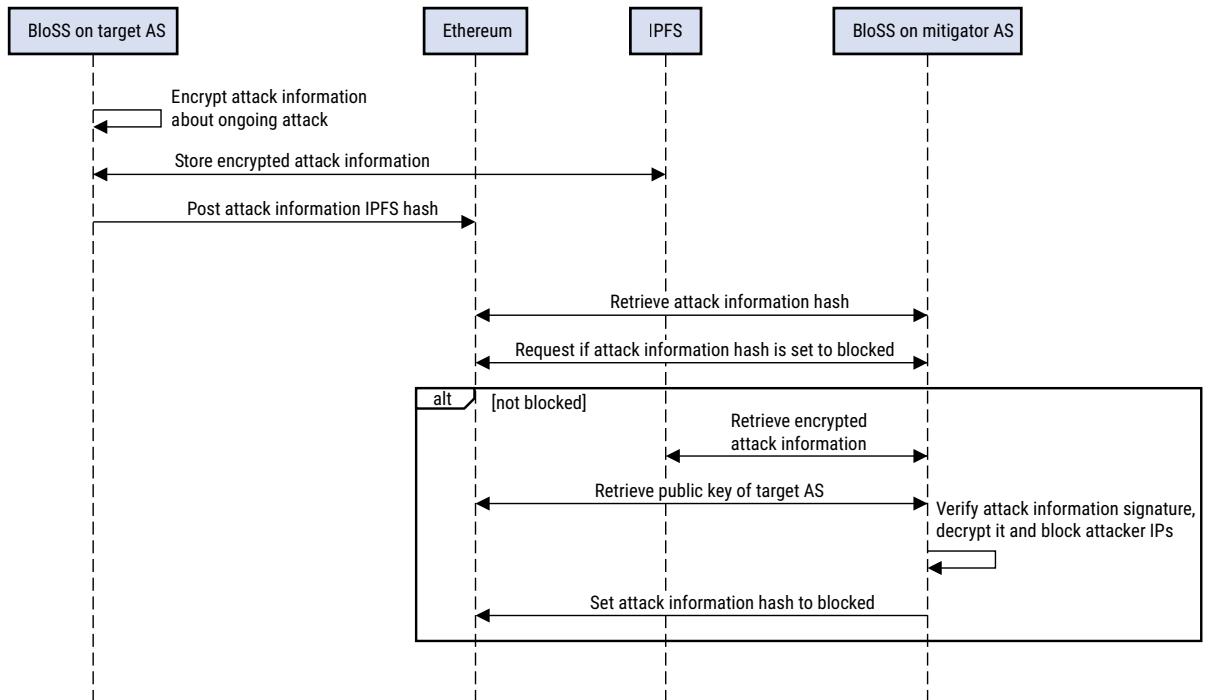 BloSS on target AS
Ethereum
IPFS
BloSS on mitigator AS
Encrypt attack information
about ongoing attack
Store encrypted attack information
Post attack information IPFS hash
Retrieve attack information hash
Request if attack information hash is set to blocked
alt
[not blocked]
Retrieve encrypted
attack information
Retrieve public key of target AS
Verify attack information signature,
decrypt it and block attacker IPs
Set attack information hash to blocked